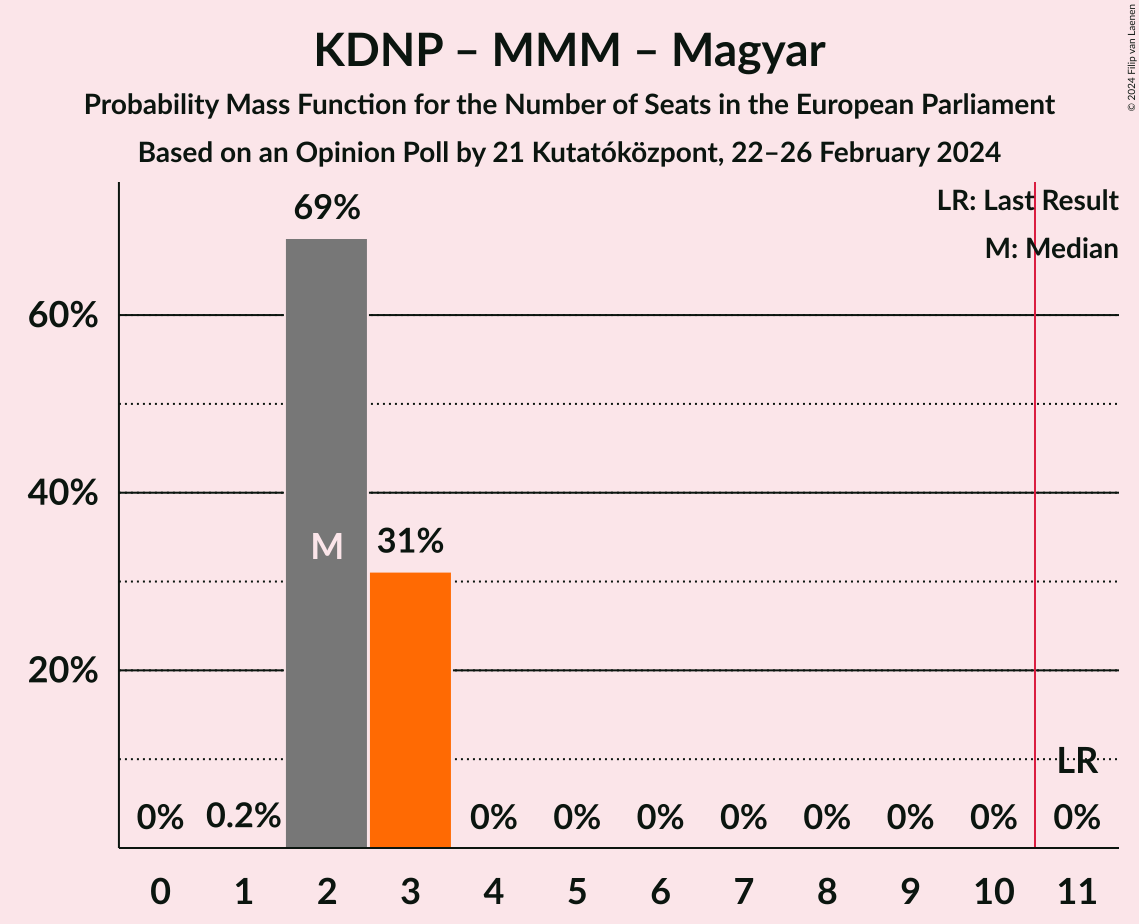 KDNP – MMM – Magyar
Probability Mass Function for the Number of Seats in the European Parliament
Based on an Opinion Poll by 21 Kutatóközpont, 22–26 February 2024
© 2024 Filip van Laenen
LR: Last Result
M: Median
69%
60%
40%
M
31%
20%
LR
0% 0.2% 0% 0% 0% 0% 0% 0% 0% 0%
0 1 2 3 4 5 6 7 8 9 10 11